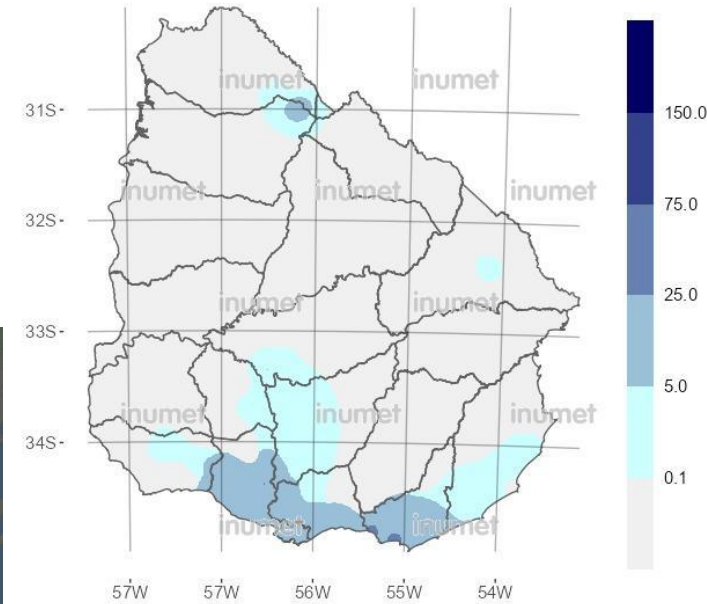 inumet inumet
31S-
150.0
inumet inumet inumet
75.0
32S-
25.0
inumet inumet
33S-
5.0
inumet inumet inumet
34S-
0.1
inumet inumet
57W 57W 56W 55W 54W